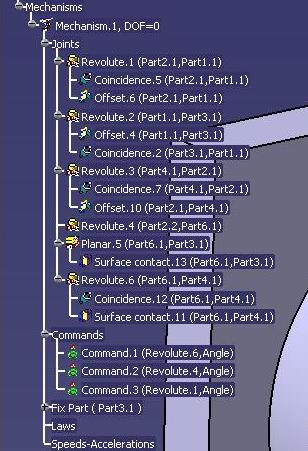 Mechanisms
Mechanism.1, DOF=0
Joints
Revolute.1 (Part2.1,Part1.1)
Coincidence.5 (Part2.1,Part1.1)
Offset.6 (Part2.1,Part1.1)
Revolute.2 (Part1.1,Part3.1)
Offset.4 (Part1.1,Part3.1)
Coincidence.2 (Part3.1,Part1.1)
Revolute.3 (Part4.1,Part2.1)
Coincidence.7 (Part4.1,Part2.1)
Offset.10 (Part2.1,Part4.1)
Revolute.4 (Part2.2,Part6.1)
Planar.5 (Part6.1,Part3.1)
Surface contact.13 (Part6.1,Part3.1)
Revolute.6 (Part6.1,Part4.1)
Coincidence.12 (Part6.1,Part4.1)
Surface contact.11 (Part6.1,Part4.1)
Commands
Command.1 (Revolute.6,Angle)
Command.2 (Revolute.4,Angle)
Command.3 (Revolute.1,Angle)
Fix Part ( Part3.1 )
Laws
Speeds-Accelerations